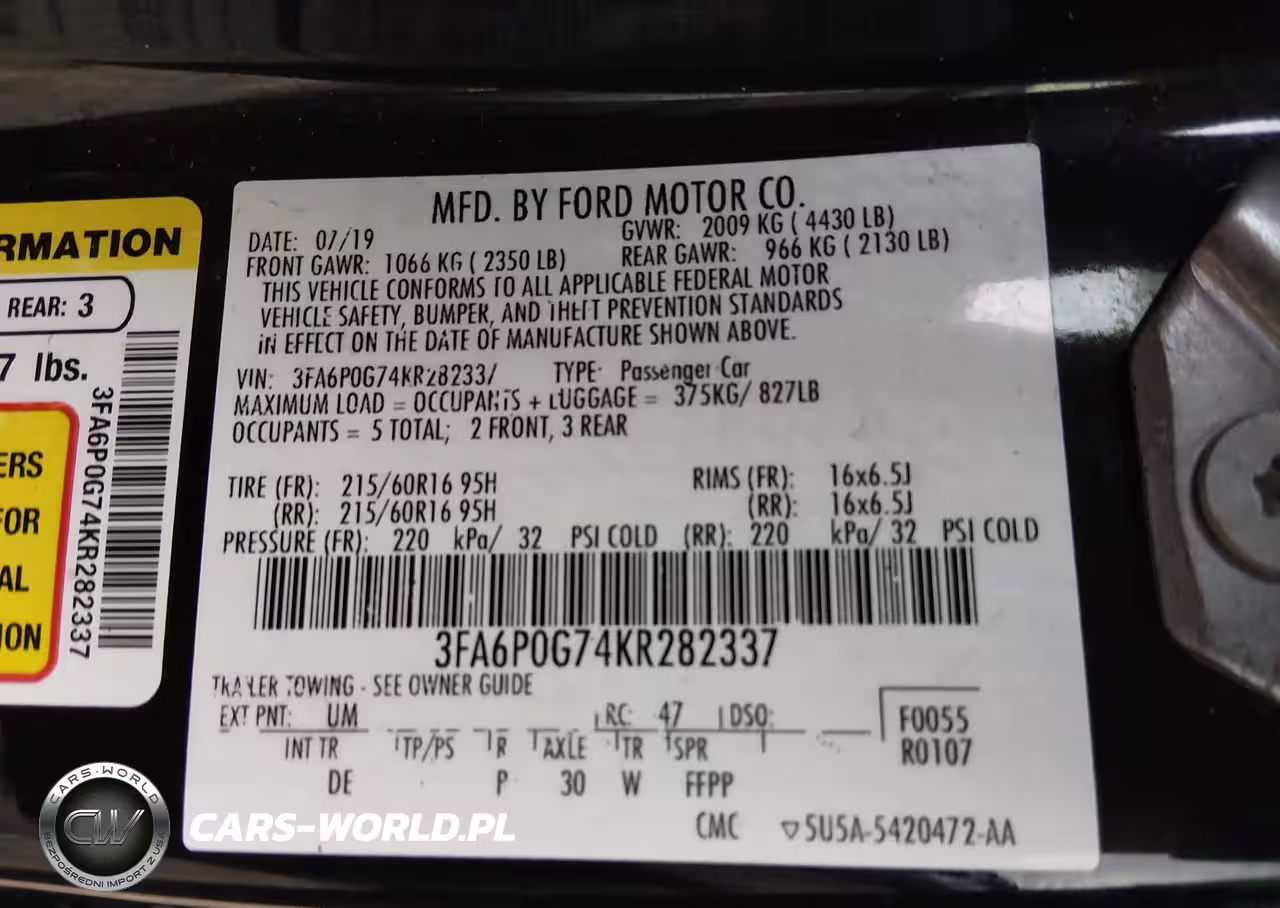 RMATION
REAR: 3
7 lbs.
3FA6P0G74KR282337
ERS
FOR
AL
ION
MFD. BY FORD MOTOR CO.
DATE: 07/19 GVWR: 2009 KG ( 4430 LB)
FRONT GAWR: 1066 KG ( 2350 LB) REAR GAWR: 966 KG ( 2130 LB)
THIS VEHICLE CONFORMS TO ALL APPLICABLE FEDERAL MOTOR
VEHICLE SAFETY, BUMPER, AND THEFT PREVENTION STANDARDS
IN EFFECT ON THE DATE OF MANUFACTURE SHOWN ABOVE.
VIN: 3FA6P0G74KR282337 TYPE: Passenger Car
MAXIMUM LOAD = OCCUPANTS + LUGGAGE = 375KG/ 827LB
OCCUPANTS = 5 TOTAL; 2 FRONT, 3 REAR
TIRE (FR): 215/60R16 95H RIMS (FR): 16x6.5J
(RR): 215/60R16 95H (RR): 16x6.5J
PRESSURE (FR): 220 kPa/ 32 PSI COLD (RR): 220 kPa/ 32 PSI COLD
3FA6P0G74KR282337
TRAILER TOWING - SEE OWNER GUIDE
EXT PNT: UM RC: 47 DSO: F0055
INT TR TP/PS R AXLE TR SPR R0107
DE P 30 W FFPP
CMC ▽5U5A-5420472-AA
CARS-WORLD
CW
BEZPOŚREDNI IMPORT Z USA
CARS-WORLD.PL